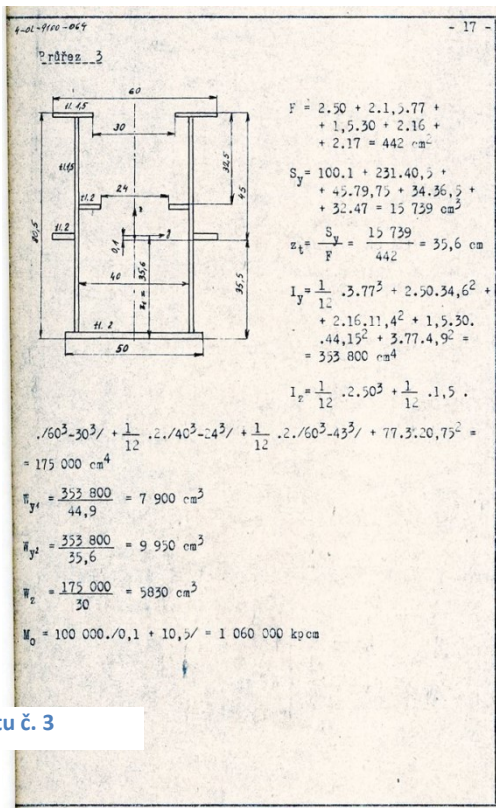 4-OL-9100-064
- 17 -
Průřez 3
60
tl.1,5
30
tl.1,5
32,5
45
80,5
24
tl.2
tl.2
0,1
40
35,5
tl. 2
50
F = 2.50 + 2.1,5.77 +
+ 1,5.30 + 2.16 +
+ 2.17 = 442 cm²
Sy = 100.1 + 231.40,5 +
+ 45.79,75 + 34.36,5 +
+ 32.47 = 15 739 cm³
zt = Sy/F = 15 739/442 = 35,6 cm
Iy = 1/12 .3.77³ + 2.50.34,6² +
+ 2.16.11,4² + 1,5.30.
.44,15² + 3.77.4,9² =
= 353 800 cm⁴
Iz = 1/12 .2.50³ + 1/12 .1,5 .
./60³-30³/ + 1/12 .2./40³-24³/ + 1/12 .2./60³-43³/ + 77.3.20,75² =
= 175 000 cm⁴
Wy1 = 353 800/44,9 = 7 900 cm³
Wy2 = 353 800/35,6 = 9 950 cm³
Wz = 175 000/30 = 5830 cm³
Mo = 100 000./0,1 + 10,5/ = 1 060 000 kpcm
tu č. 3